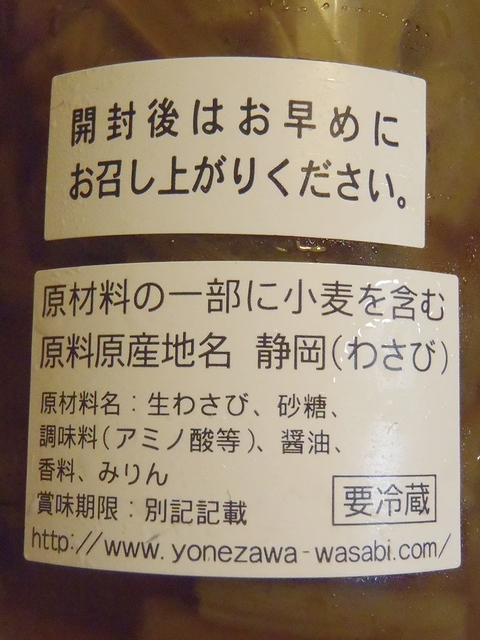 開封後はお早めに
お召し上がりください。
原材料の一部に小麦を含む
原料原産地名 静岡(わさび)
原材料名：生わさび、砂糖、
調味料(アミノ酸等)、醤油、
香料、みりん
賞味期限：別記記載
要冷蔵
http://www.yonezawa-wasabi.com/